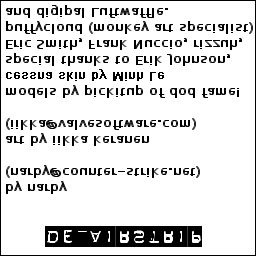 DE_AIRSTRIP
by narby
(narby@counter-strike.net)
art by iikka keranen
(iikka@valvesoftware.com)
models by pickitup of dod fame!
cessna skin by Minh Le
special thanks to Erik Johnson,
Eric Smith, Frank Nuccio, rizzuh,
puffycloud (monkey art specialist)
and digipal Luftwaffle.